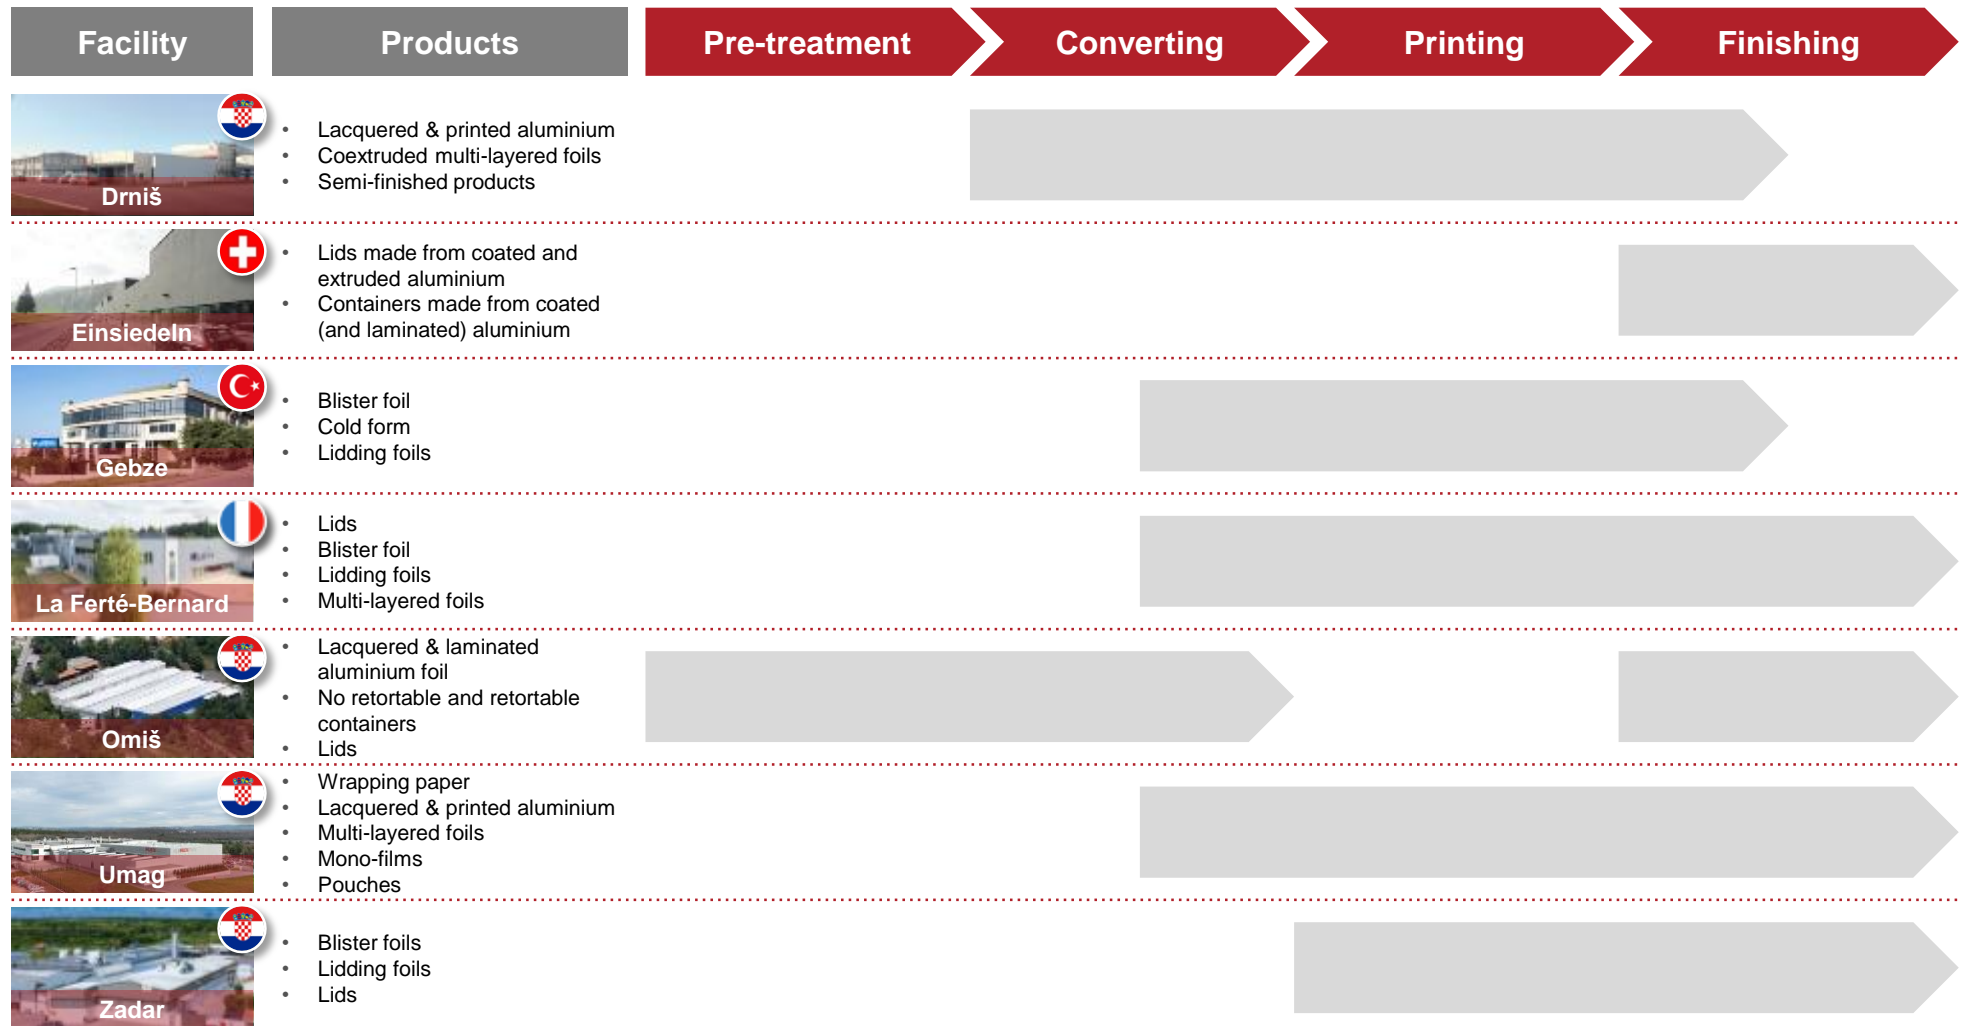 Facility
Products
Pre-treatment
Converting
Printing
Finishing
Drniš
• Lacquered & printed aluminium
• Coextruded multi-layered foils
• Semi-finished products
Einsiedeln
• Lids made from coated and
extruded aluminium
• Containers made from coated
(and laminated) aluminium
Gebze
• Blister foil
• Cold form
• Lidding foils
La Ferté-Bernard
• Lids
• Blister foil
• Lidding foils
• Multi-layered foils
Omiš
• Lacquered & laminated
aluminium foil
• No retortable and retortable
containers
• Lids
Umag
• Wrapping paper
• Lacquered & printed aluminium
• Multi-layered foils
• Mono-films
• Pouches
Zadar
• Blister foils
• Lidding foils
• Lids